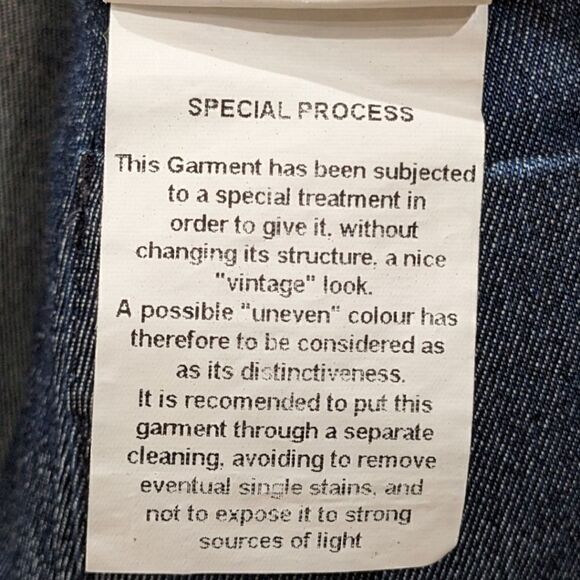 SPECIAL PROCESS
This Garment has been subjected
to a special treatment in
order to give it, without
changing its structure, a nice
"vintage" look.
A possible "uneven" colour has
therefore to be considered as
as its distinctiveness.
It is recomended to put this
garment through a separate
cleaning, avoiding to remove
eventual single stains, and
not to expose it to strong
sources of light